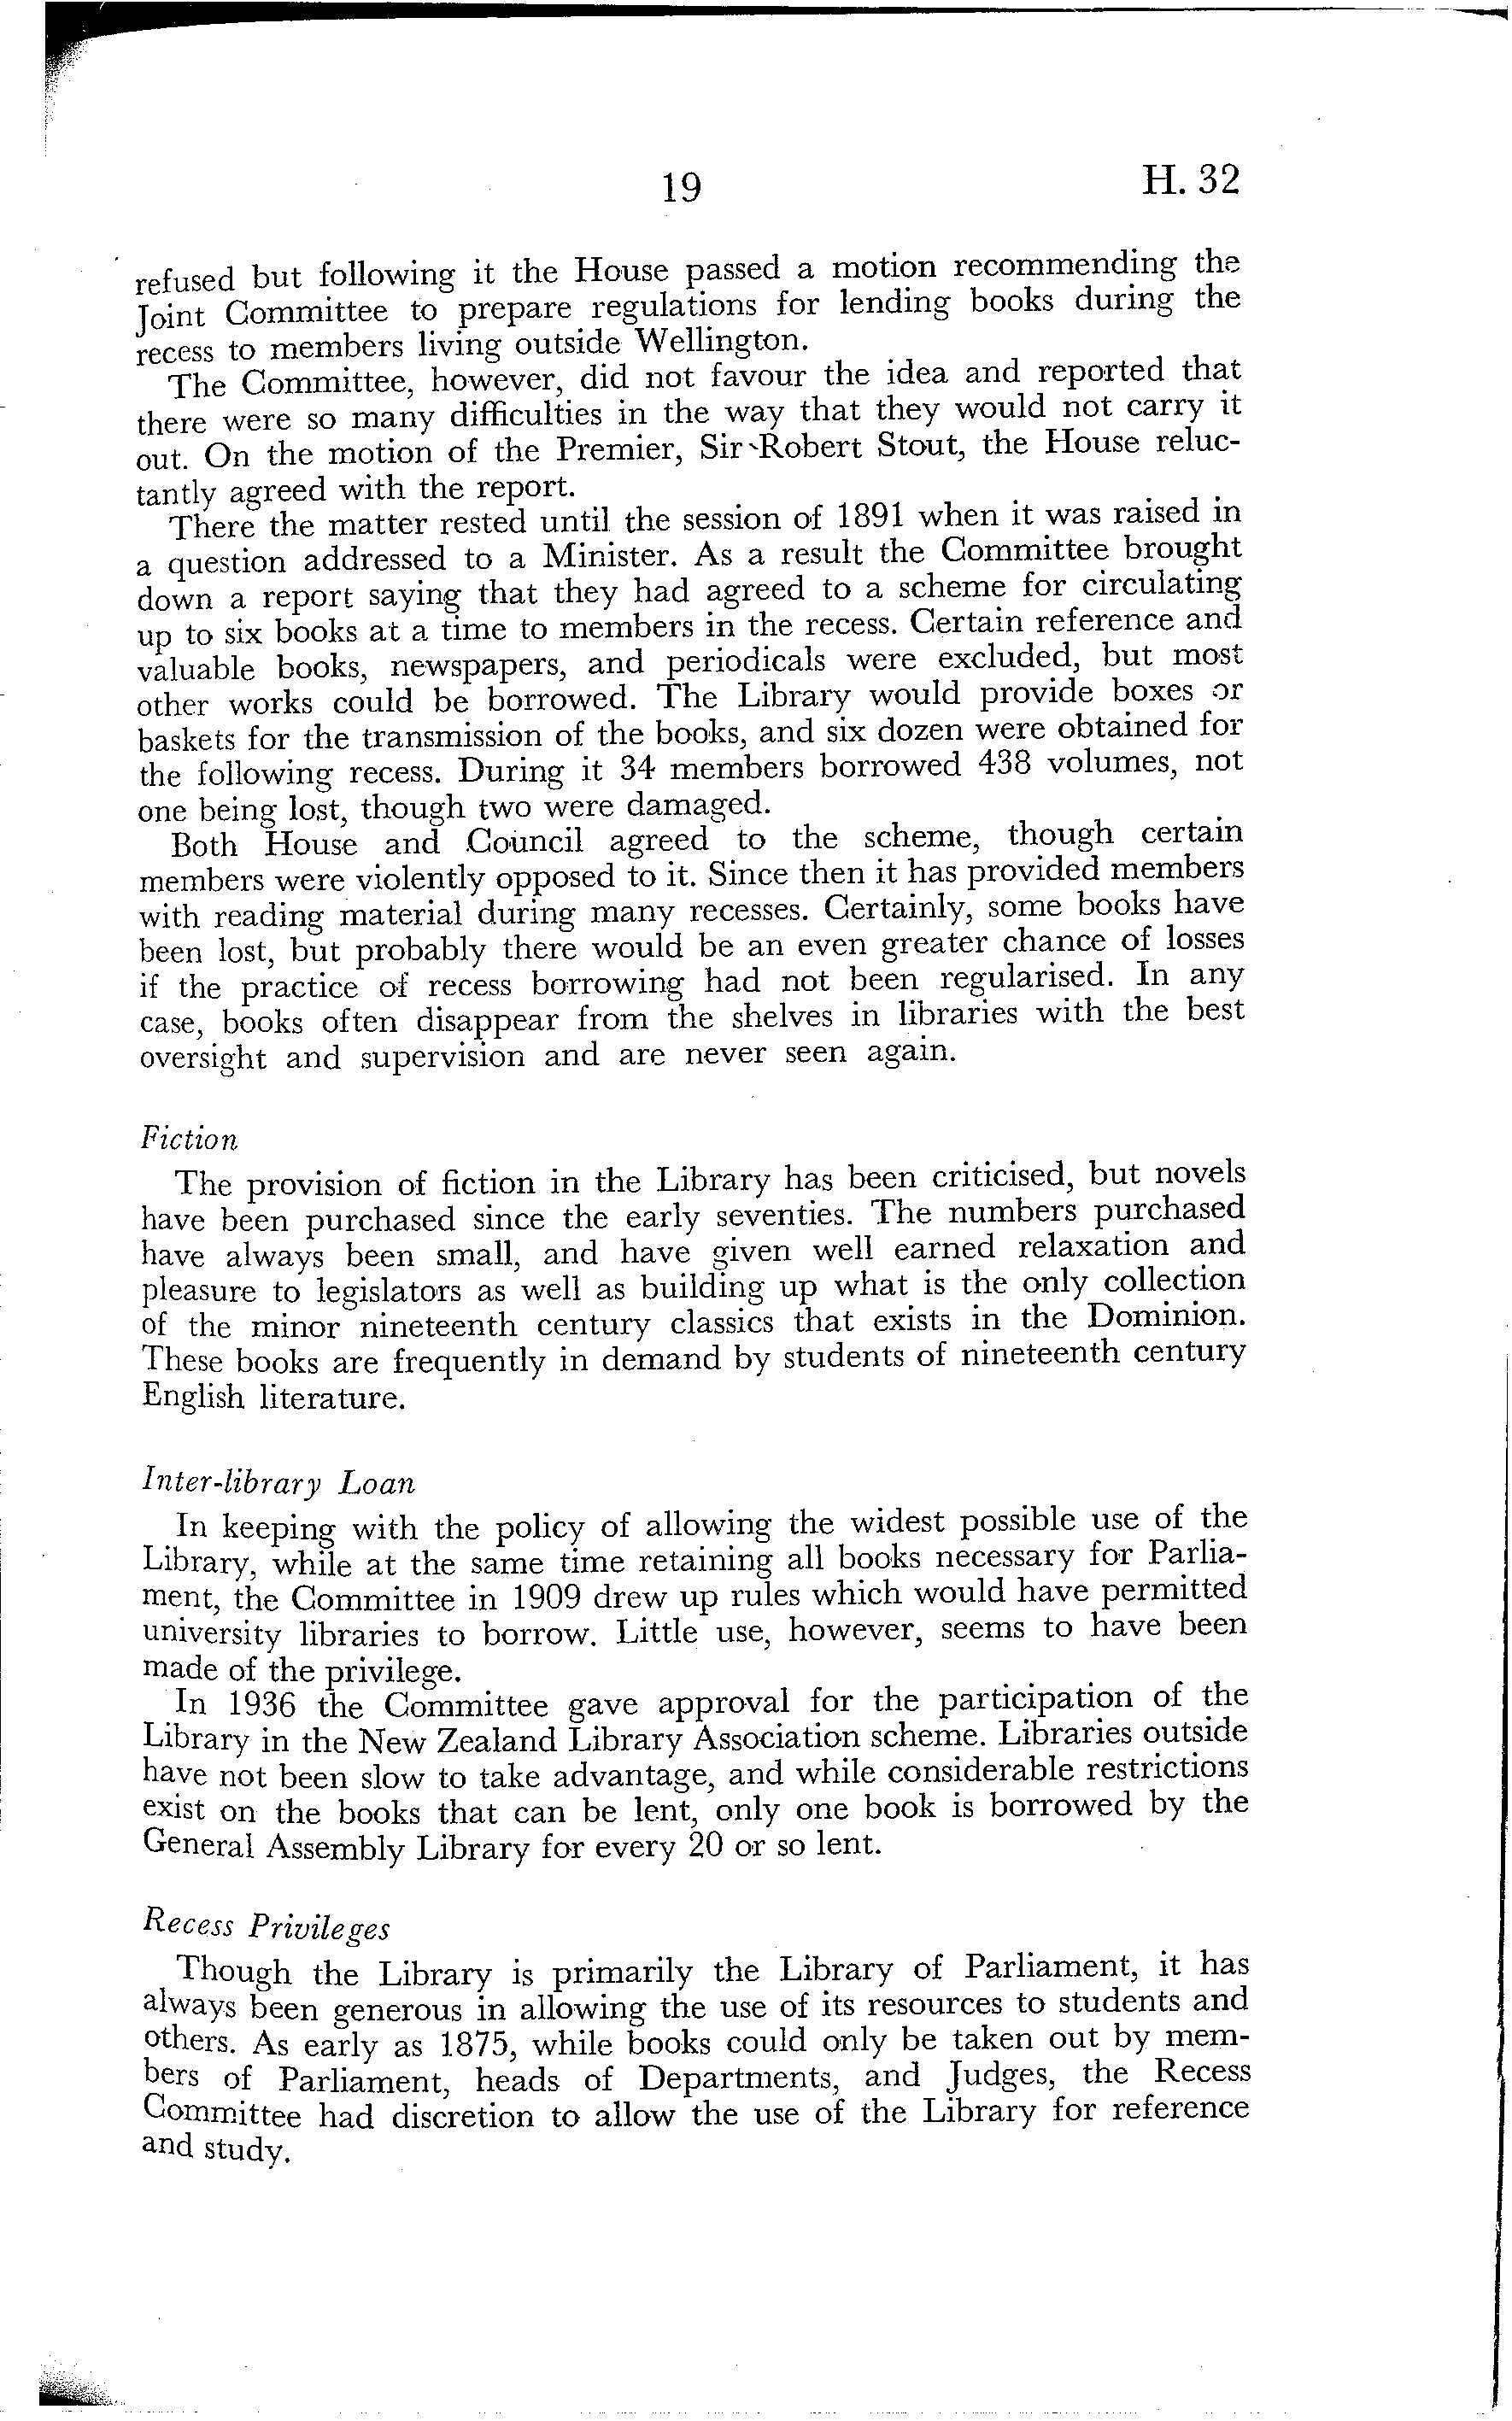 19 H. 32
refused but following it the House passed a motion recommending the
Joint Committee to prepare regulations for lending books during the
recess to members living outside Wellington.
The Committee, however, did not favour the idea and reported that
there were so many difficulties in the way that they would not carry it
out. On the motion of the Premier, Sir Robert Stout, the House reluc-
tantly agreed with the report.
There the matter rested until the session of 1891 when it was raised in
a question addressed to a Minister. As a result the Committee brought
down a report saying that they had agreed to a scheme for circulating
up to six books at a time to members in the recess. Certain reference and
valuable books, newspapers, and periodicals were excluded, but most
other works could be borrowed. The Library would provide boxes or
baskets for the transmission of the books, and six dozen were obtained for
the following recess. During it 34 members borrowed 438 volumes, not
one being lost, though two were damaged.
Both House and Council agreed to the scheme, though certain
members were violently opposed to it. Since then it has provided members
with reading material during many recesses. Certainly, some books have
been lost, but probably there would be an even greater chance of losses
if the practice of recess borrowing had not been regularised. In any
case, books often disappear from the shelves in libraries with the best
oversight and supervision and are never seen again.
Fiction
The provision of fiction in the Library has been criticised, but novels
have been purchased since the early seventies. The numbers purchased
have always been small, and have given well earned relaxation and
pleasure to legislators as well as building up what is the only collection
of the minor nineteenth century classics that exists in the Dominion.
These books are frequently in demand by students of nineteenth century
English literature.
Inter-library Loan
In keeping with the policy of allowing the widest possible use of the
Library, while at the same time retaining all books necessary for Parlia-
ment, the Committee in 1909 drew up rules which would have permitted
university libraries to borrow. Little use, however, seems to have been
made of the privilege.
In 1936 the Committee gave approval for the participation of the
Library in the New Zealand Library Association scheme. Libraries outside
have not been slow to take advantage, and while considerable restrictions
exist on the books that can be lent, only one book is borrowed by the
General Assembly Library for every 20 or so lent.
Recess Privileges
Though the Library is primarily the Library of Parliament, it has
always been generous in allowing the use of its resources to students and
others. As early as 1875, while books could only be taken out by mem-
bers of Parliament, heads of Departments, and Judges, the Recess
Committee had discretion to allow the use of the Library for reference
and study.